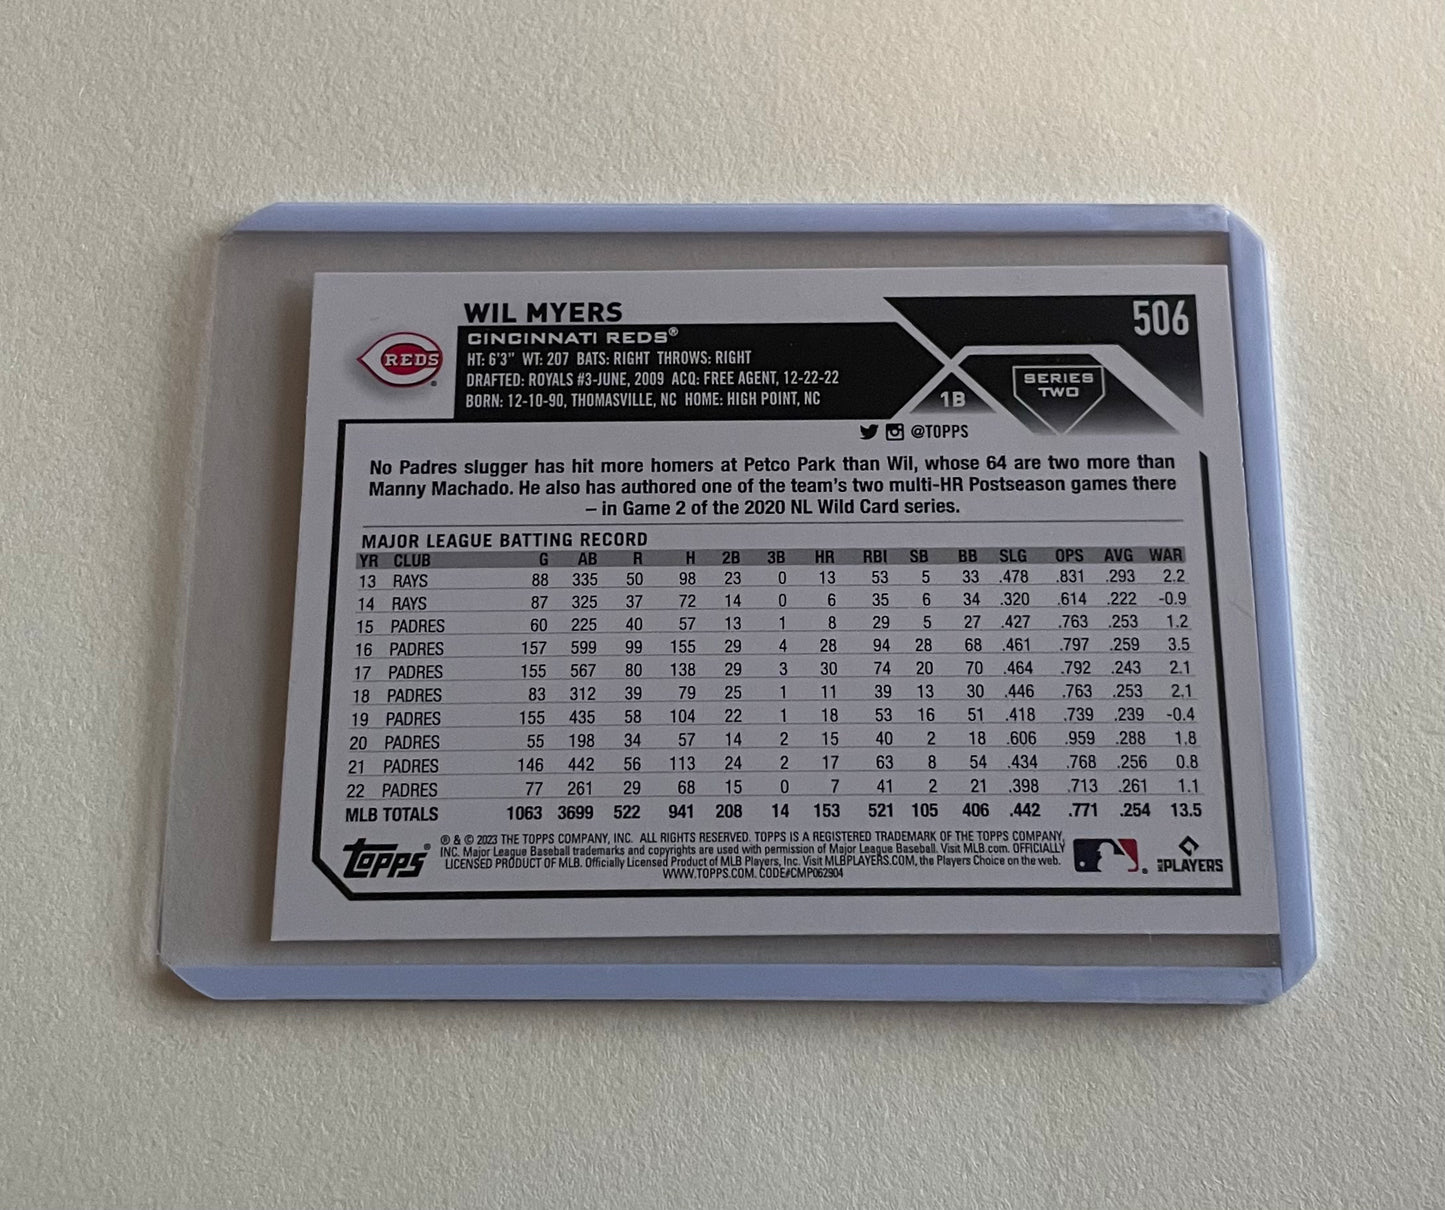 WIL MYERS
506
CINCINNATI REDS®
REDS
HT: 6'3" WT: 207 BATS: RIGHT THROWS: RIGHT
DRAFTED: ROYALS #3-JUNE, 2009 ACQ: FREE AGENT, 12-22-22
BORN: 12-10-90, THOMASVILLE, NC HOME: HIGH POINT, NC
1B
SERIES
TWO
@TOPPS
No Padres slugger has hit more homers at Petco Park than Wil, whose 64 are two more than
Manny Machado. He also has authored one of the team's two multi-HR Postseason games there
– in Game 2 of the 2020 NL Wild Card series.
MAJOR LEAGUE BATTING RECORD
YR CLUB G AB R H 2B 3B HR RBI SB BB SLG OPS AVG WAR
13 RAYS 88 335 50 98 23 0 13 53 5 33 .478 .831 .293 2.2
14 RAYS 87 325 37 72 14 0 6 35 6 34 .320 .614 .222 -0.9
15 PADRES 60 225 40 57 13 1 8 29 5 27 .427 .763 .253 1.2
16 PADRES 157 599 99 155 29 4 28 94 28 68 .461 .797 .259 3.5
17 PADRES 155 567 80 138 29 3 30 74 20 70 .464 .792 .243 2.1
18 PADRES 83 312 39 79 25 1 11 39 13 30 .446 .763 .253 2.1
19 PADRES 155 435 58 104 22 1 18 53 16 51 .418 .739 .239 -0.4
20 PADRES 55 198 34 57 14 2 15 40 2 18 .606 .959 .288 1.8
21 PADRES 146 442 56 113 24 2 17 63 8 54 .434 .768 .256 0.8
22 PADRES 77 261 29 68 15 0 7 41 2 21 .398 .713 .261 1.1
MLB TOTALS 1063 3699 522 941 208 14 153 521 105 406 .442 .771 .254 13.5
Topps®
® & © 2023 THE TOPPS COMPANY, INC. ALL RIGHTS RESERVED. TOPPS IS A REGISTERED TRADEMARK OF THE TOPPS COMPANY,
INC. Major League Baseball trademarks and copyrights are used with permission of Major League Baseball. Visit MLB.com. OFFICIALLY
LICENSED PRODUCT OF MLB. Officially Licensed Product of MLB Players, Inc. Visit MLBPLAYERS.COM, the Players Choice on the web.
WWW.TOPPS.COM. CODE#CMP062904
MLB PLAYERS